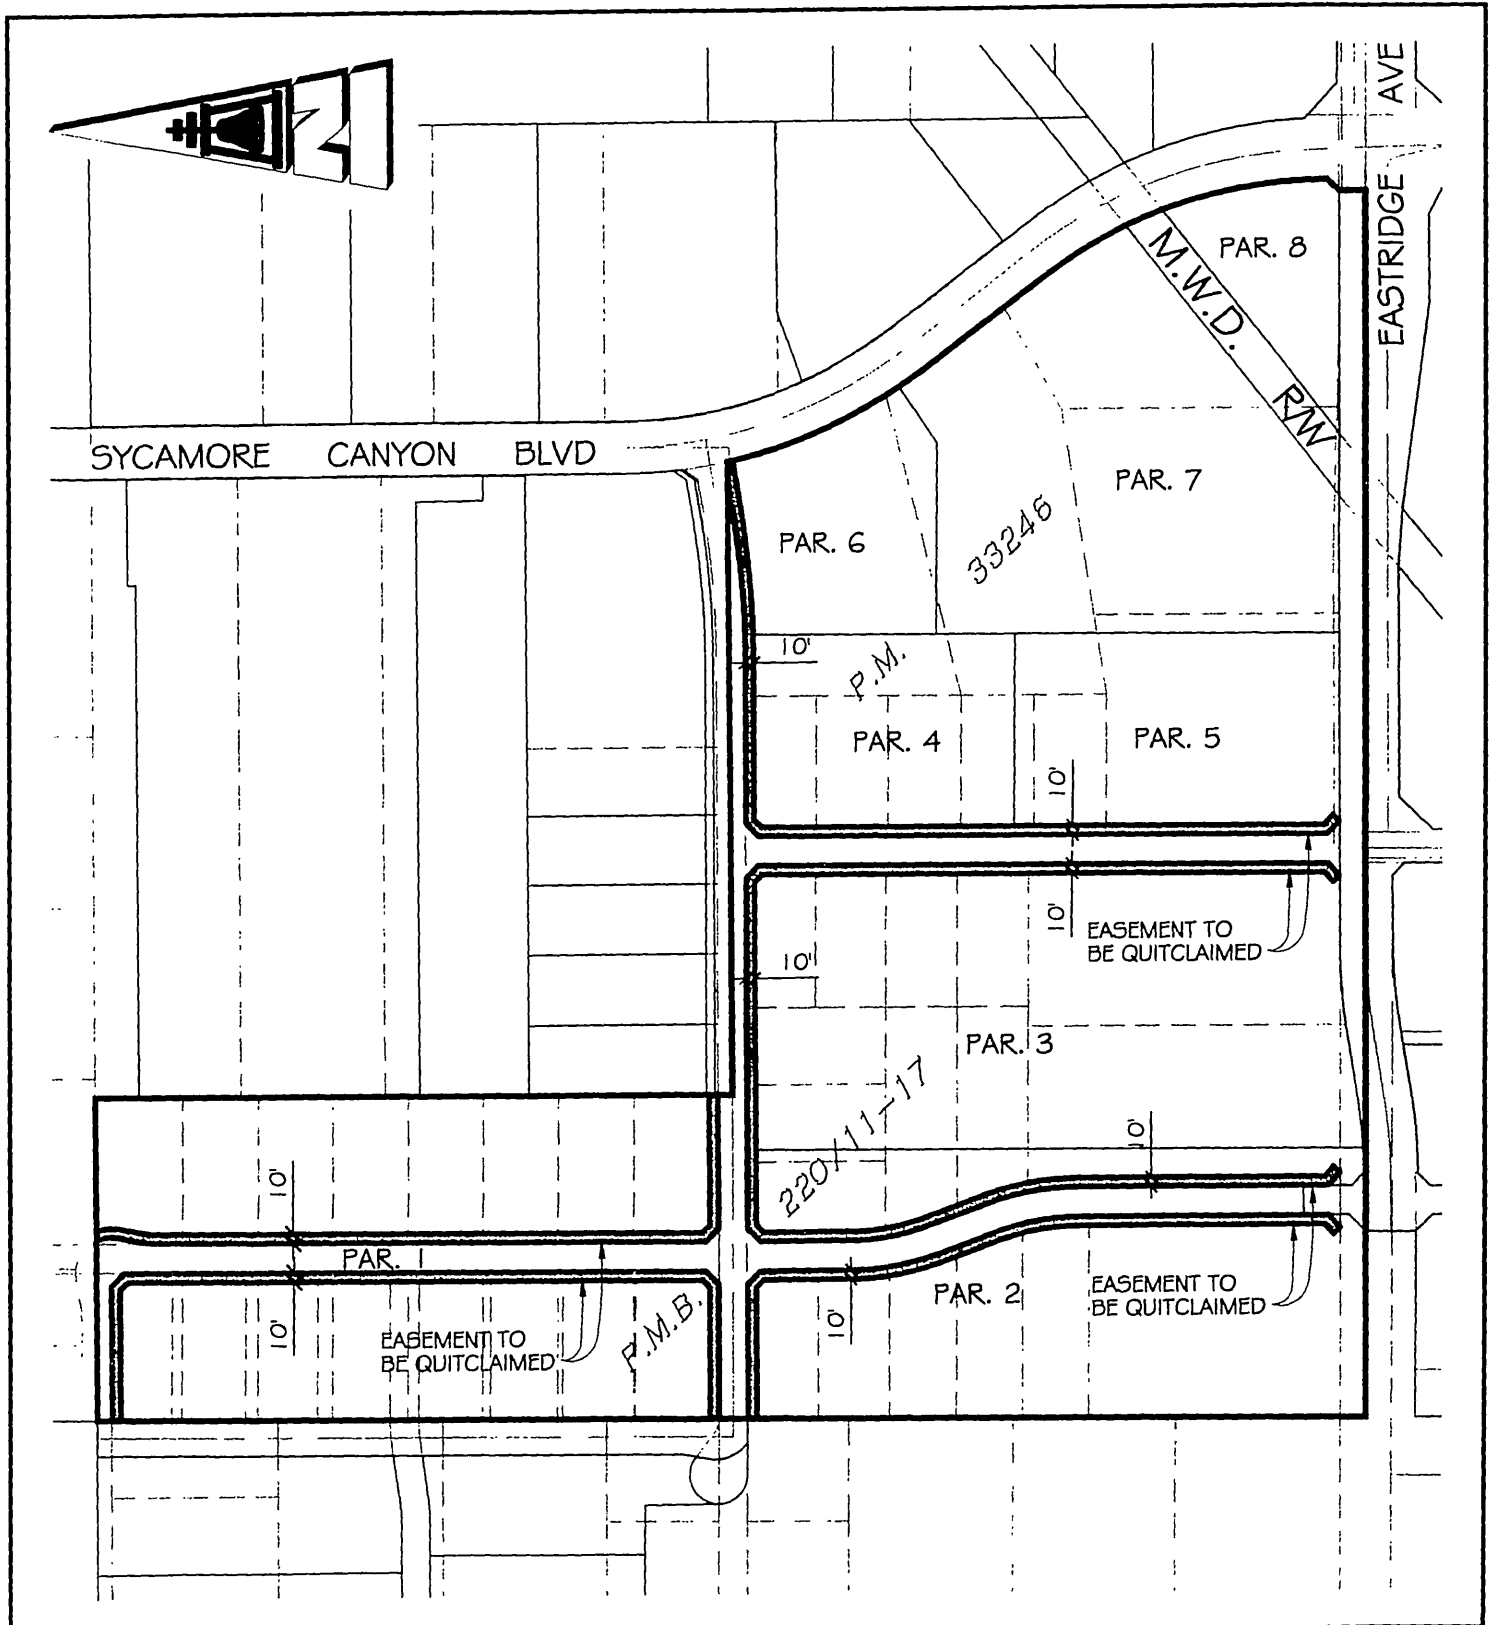 EASTRIDGE AVE
PAR. 8
M.W.D. R/W
SYCAMORE CANYON BLVD
PAR. 7
PAR. 6
33246
10'
P.M.
PAR. 4
PAR. 5
10'
10'
EASEMENT TO
BE QUITCLAIMED
10'
PAR. 3
220/11-17
10'
10'
PAR. 1
EASEMENT TO
BE QUITCLAIMED
PAR. 2
10'
10'
P.M.B.
EASEMENT TO
BE QUITCLAIMED